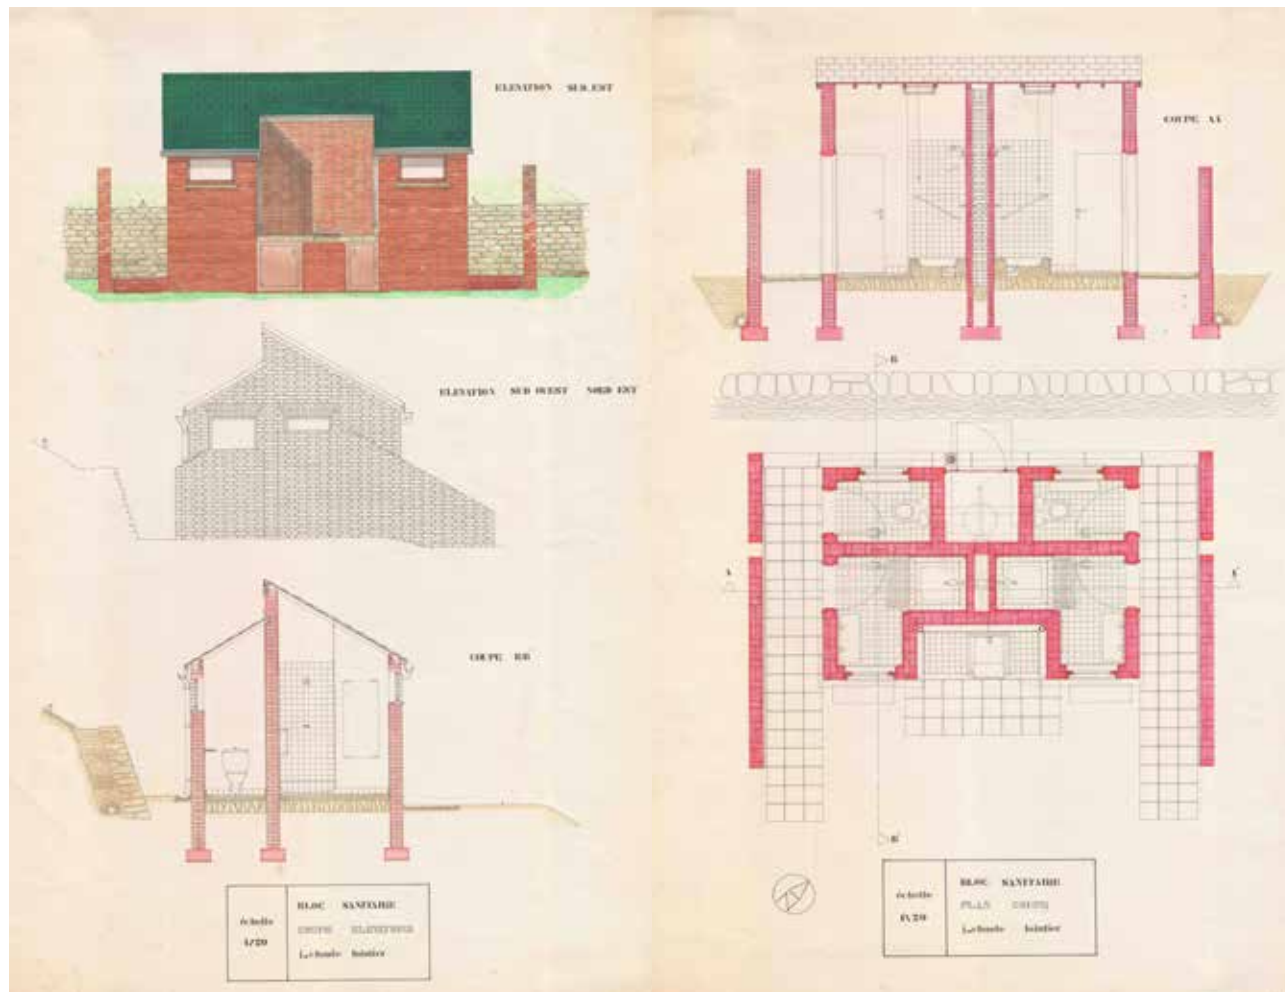 ELEVATION SUD EST
ELEVATION SUD OUEST NORD EST
COUPE BB
échelle
1/20
BLOC SANITAIRE
COUPE ELEVATIONS
COUPE AA
B
A
A'
B'
échelle
1/20
BLOC SANITAIRE
PLAN COUPE